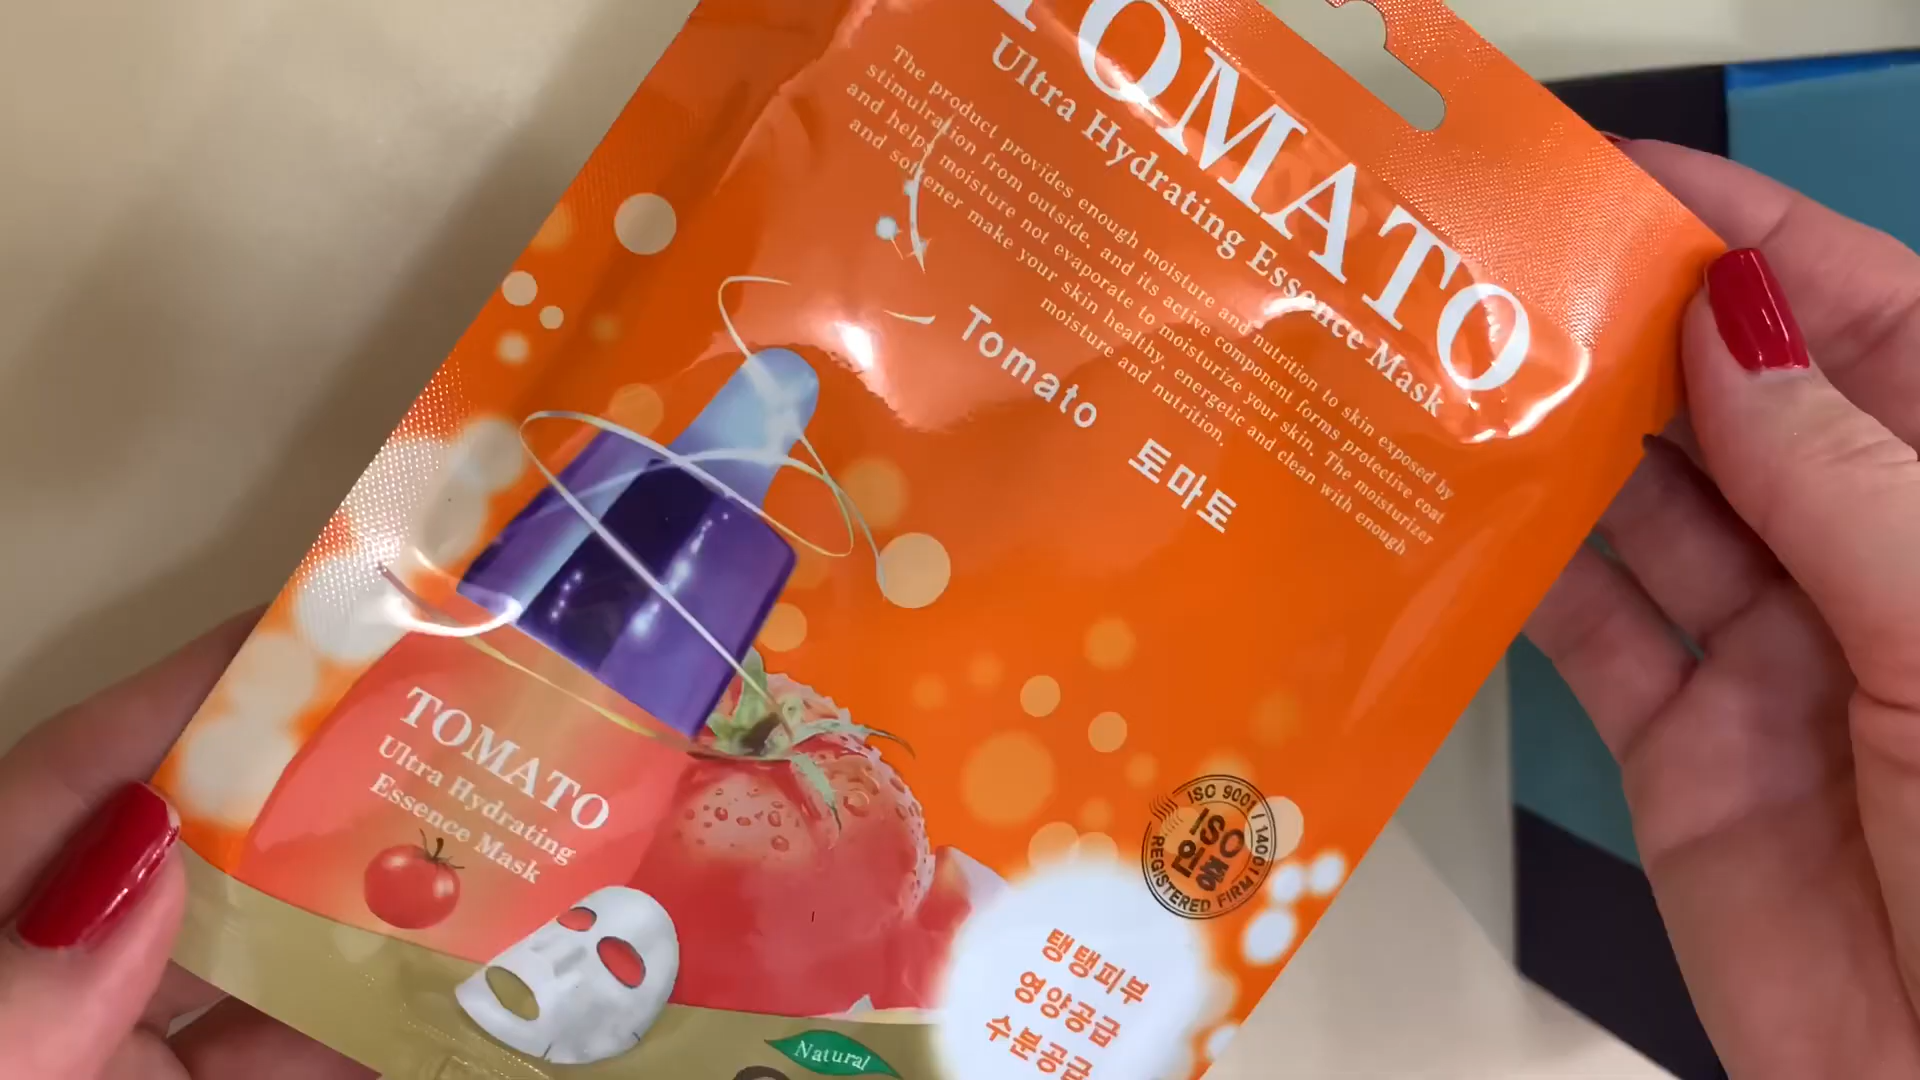 TOMATO
Ultra Hydrating Essence Mask
The product provides enough moisture and nutrition to skin exposed by
stimulration from outside, and its active component forms protective coat
and helps moisture not evaporate to moisturize your skin, The moisturizer
and softener make your skin healthy, energetic and clean with enough
moisture and nutrition.
Tomato 토마토
TOMATO
Ultra Hydrating
Essence Mask
ISO 9001 / 14001
ISO
인증
REGISTERED FIRM
탱탱피부
영양공급
수분공급
Natural